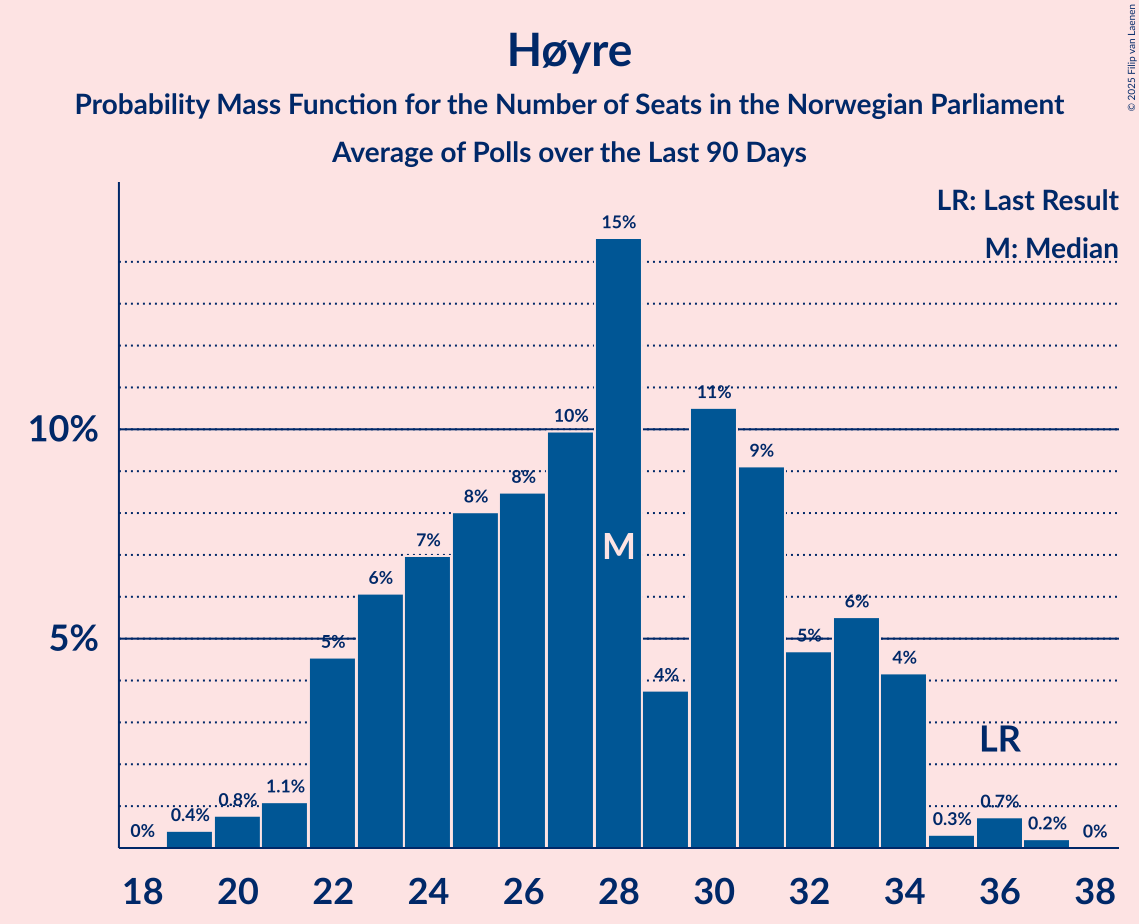 Høyre
Probability Mass Function for the Number of Seats in the Norwegian Parliament
Average of Polls over the Last 90 Days
© 2025 Filip van Laenen
LR: Last Result
M: Median
10%
5%
0%
0.4%
0.8%
1.1%
5%
6%
7%
8%
8%
10%
15%
4%
11%
9%
5%
6%
4%
0.3%
0.7%
0.2%
0%
M
LR
18 20 22 24 26 28 30 32 34 36 38